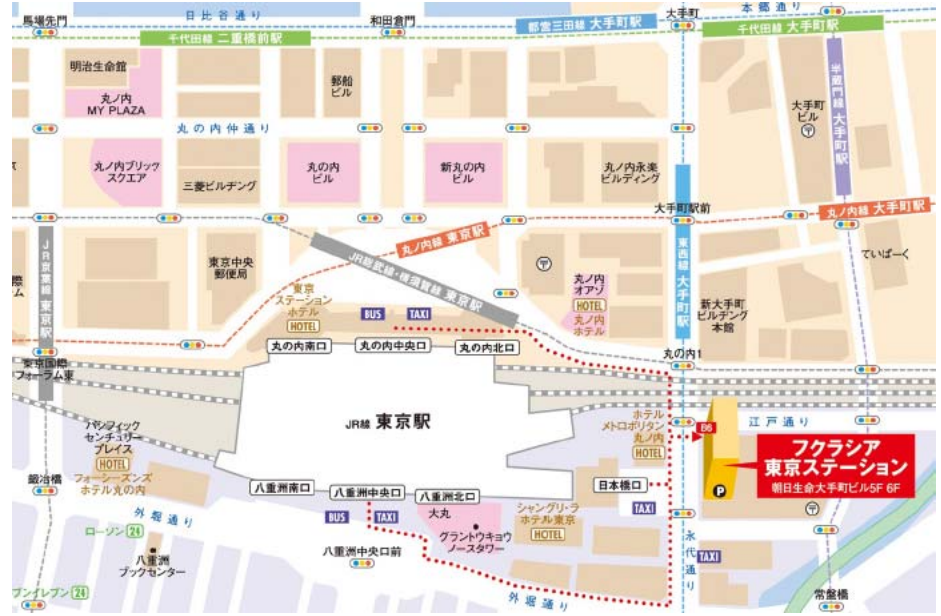 馬場先門
日比谷通り
和田倉門
大手町
本郷通り
千代田線 二重橋前駅
都営三田線 大手町駅
千代田線 大手町駅
明治生命館
丸ノ内
MY PLAZA
郵船
ビル
大手町
ビル
半蔵門線 大手町駅
丸の内仲通り
丸ノ内ブリック
スクエア
三菱ビルヂング
丸の内
ビル
新丸の内
ビル
丸ノ内永楽
ビルディング
大手町駅前
丸ノ内線 大手町駅
JR京葉線 東京駅
東京中央
郵便局
丸ノ内線 東京駅
JR総武線・横須賀線 東京駅
東西線 大手町駅
ていぱーく
丸ノ内
オアゾ
HOTEL
丸ノ内
ホテル
新大手町
ビルヂング
本館
東京
ステーション
ホテル
HOTEL
BUS
TAXI
丸の内南口
丸の内中央口
丸の内北口
丸の内1
東京国際
フォーラム東
JR線 東京駅
パシフィック
センチュリー
プレイス
HOTEL
フォーシーズンズ
ホテル丸の内
鍛冶橋
ホテル
メトロポリタン
丸ノ内
HOTEL
B6
江戸通り
フクラシア
東京ステーション
朝日生命大手町ビル5F 6F
P
八重洲南口
八重洲中央口
八重洲北口
日本橋口
大丸
BUS
TAXI
TAXI
シャングリ・ラ
ホテル東京
HOTEL
グラントウキョウ
ノースタワー
外堀通り
ローソン 24
八重洲
ブックセンター
八重洲中央口前
永代通り
TAXI
ブンイレブン 24
外堀通り
常盤橋